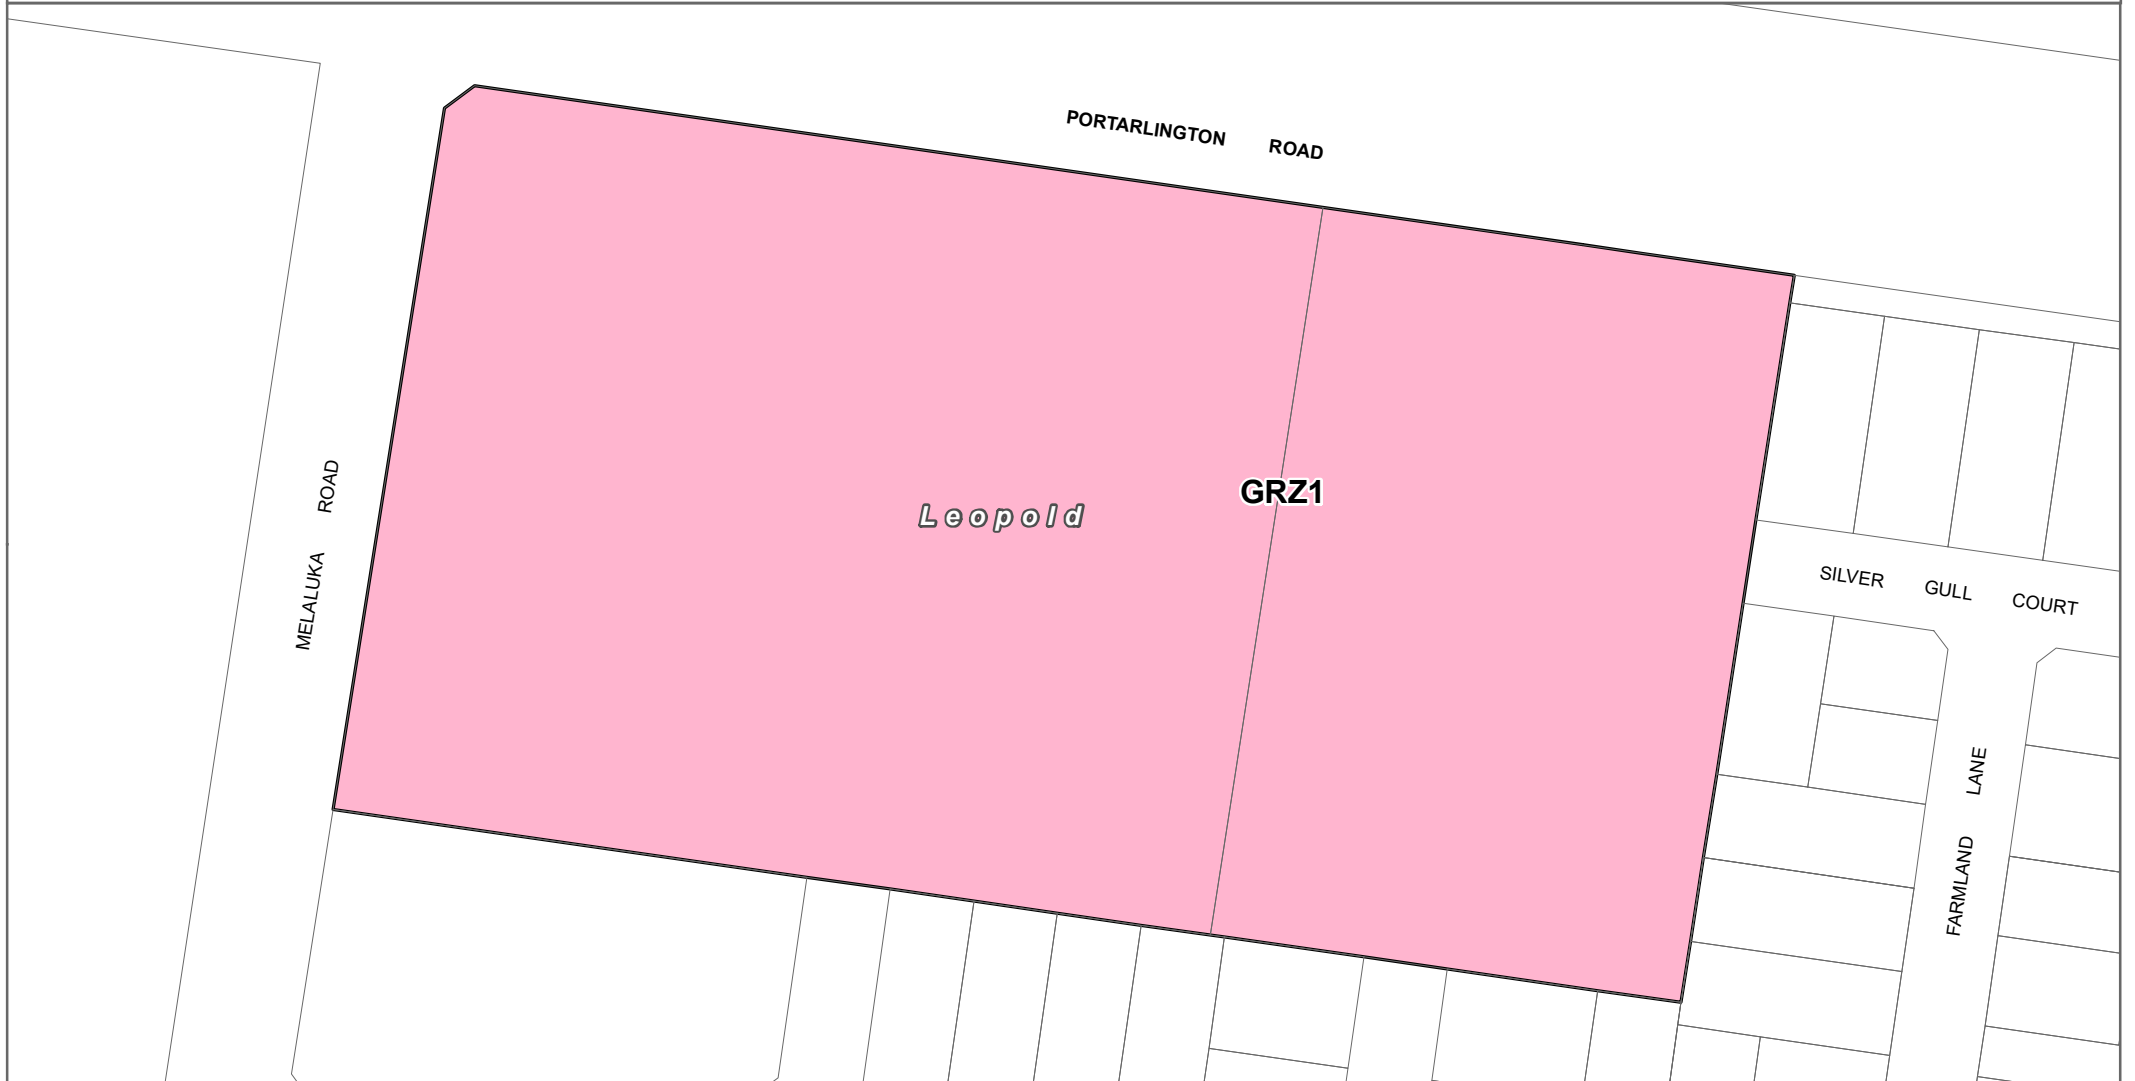 PORTARLINGTON ROAD
MELALUKA ROAD
Leopold
GRZ1
SILVER GULL COURT
FARMLAND LANE